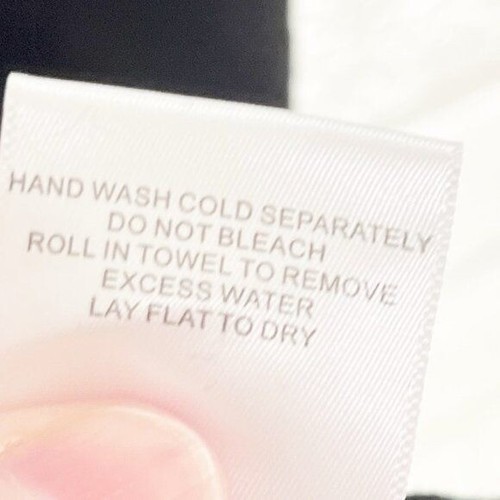 HAND WASH COLD SEPARATELY
DO NOT BLEACH
ROLL IN TOWEL TO REMOVE
EXCESS WATER
LAY FLAT TO DRY